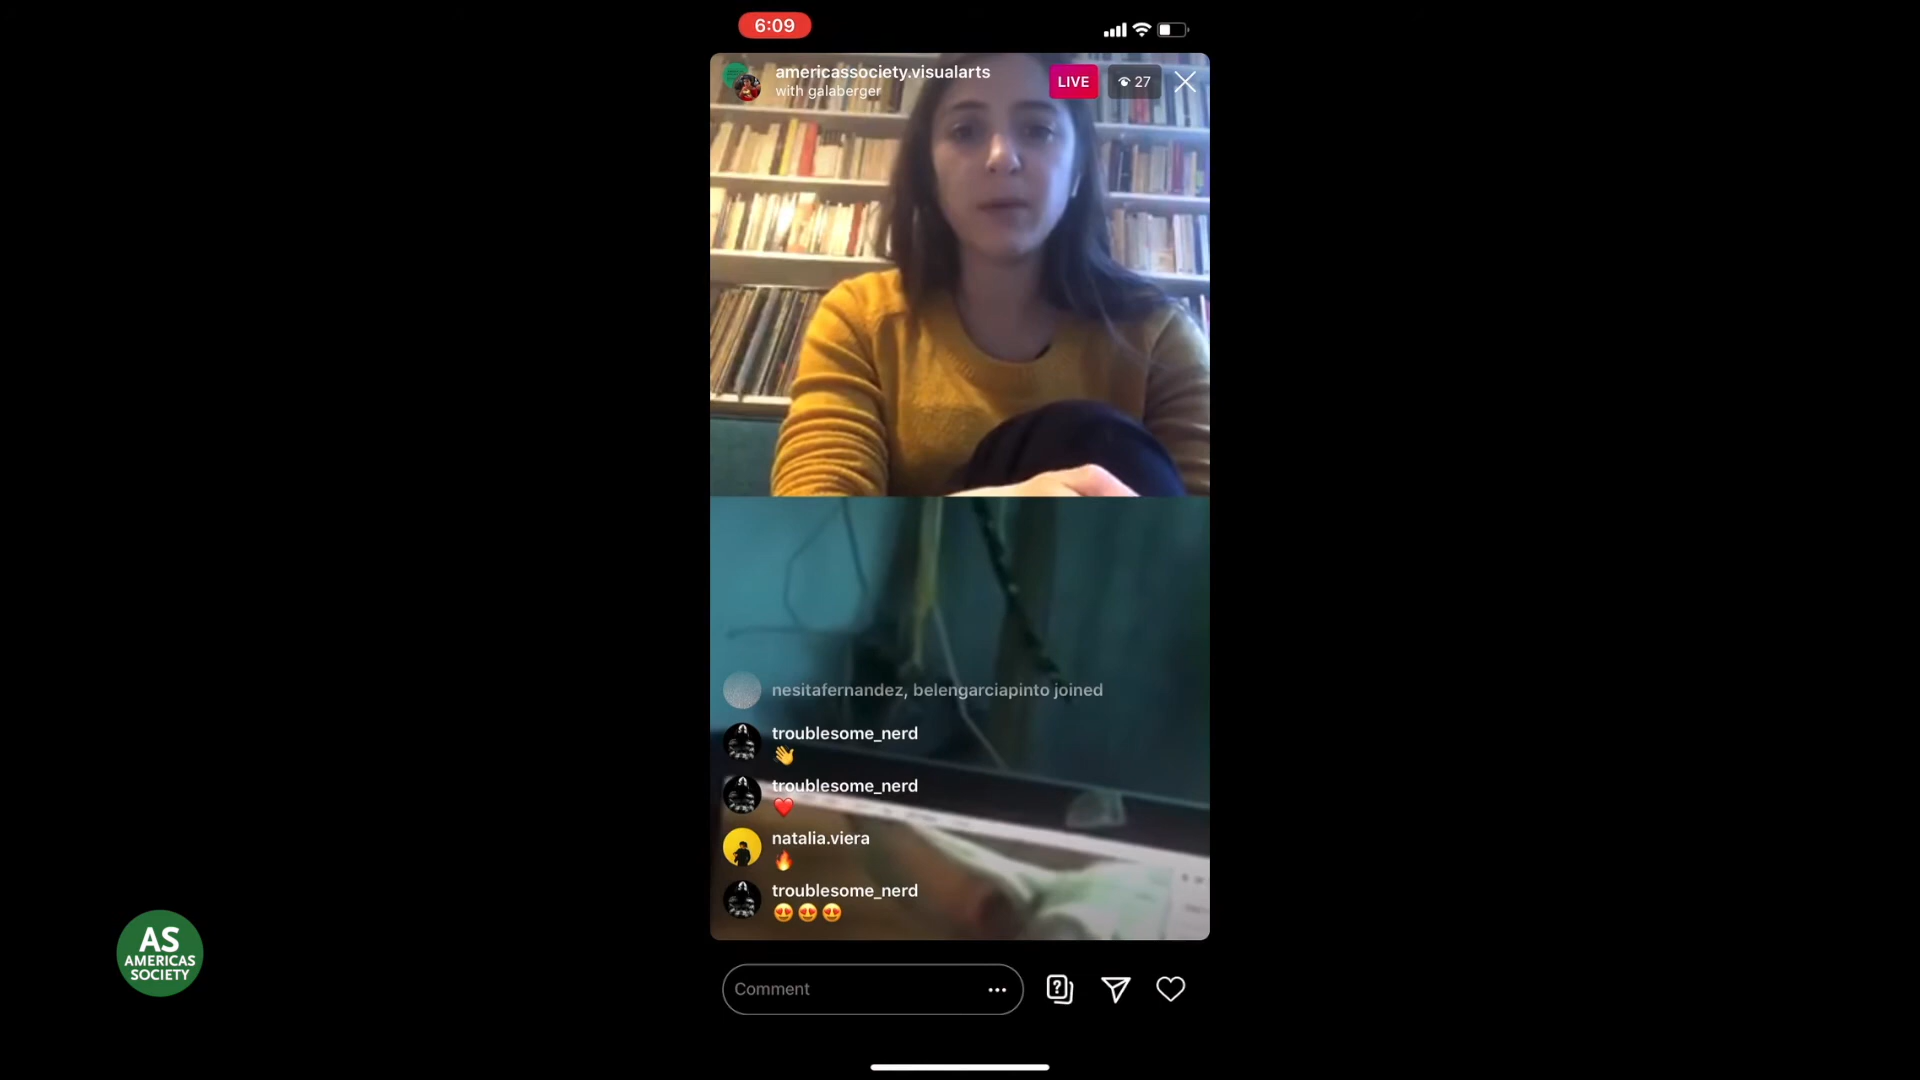 6:09
americassociety.visualarts
with galaberger
LIVE
27
nesitafernandez, belengarciapinto joined
troublesome_nerd
👋
troublesome_nerd
❤️
natalia.viera
🔥
troublesome_nerd
😍😍😍
Comment
AS
AMERICAS
SOCIETY